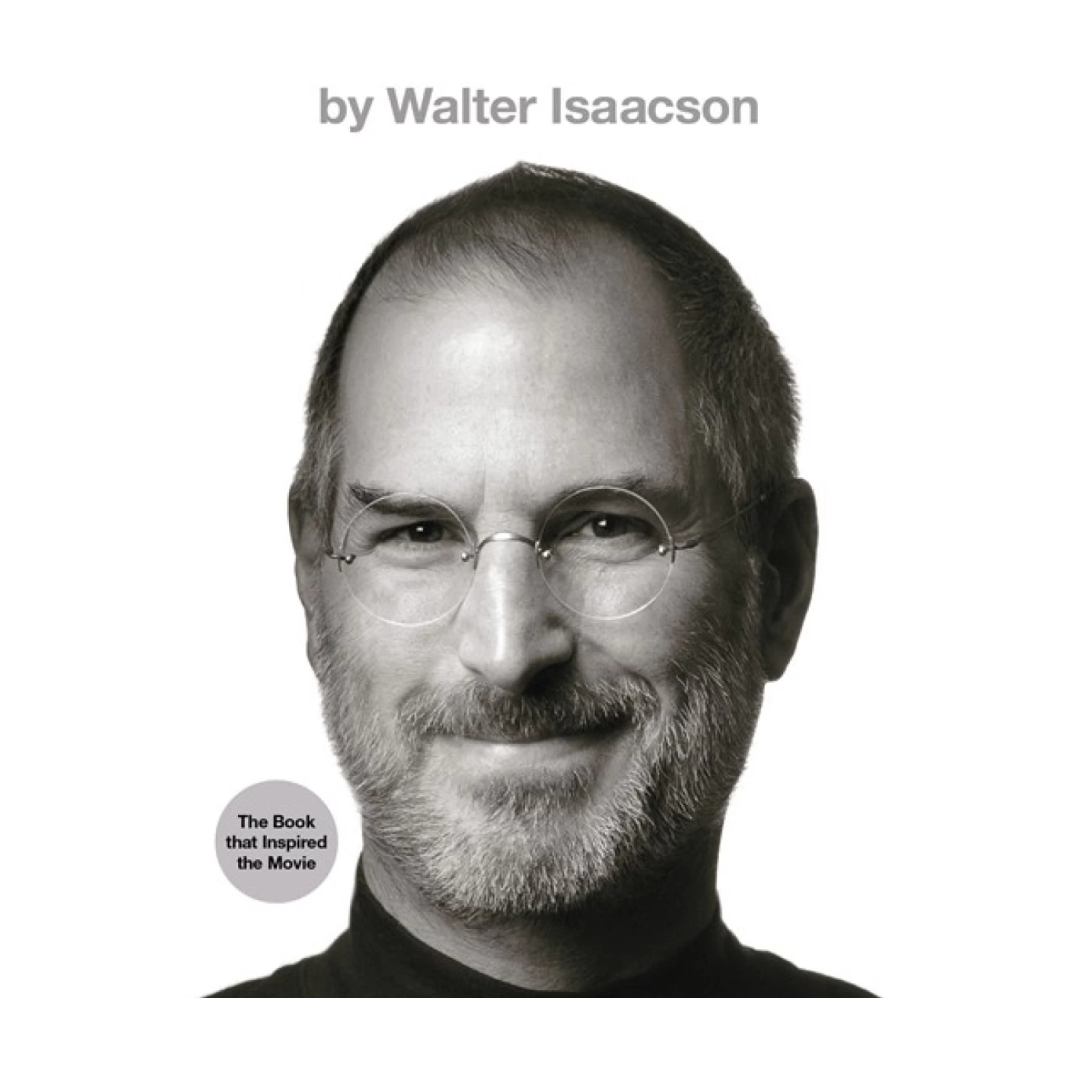 by Walter Isaacson
The Book
that Inspired
the Movie